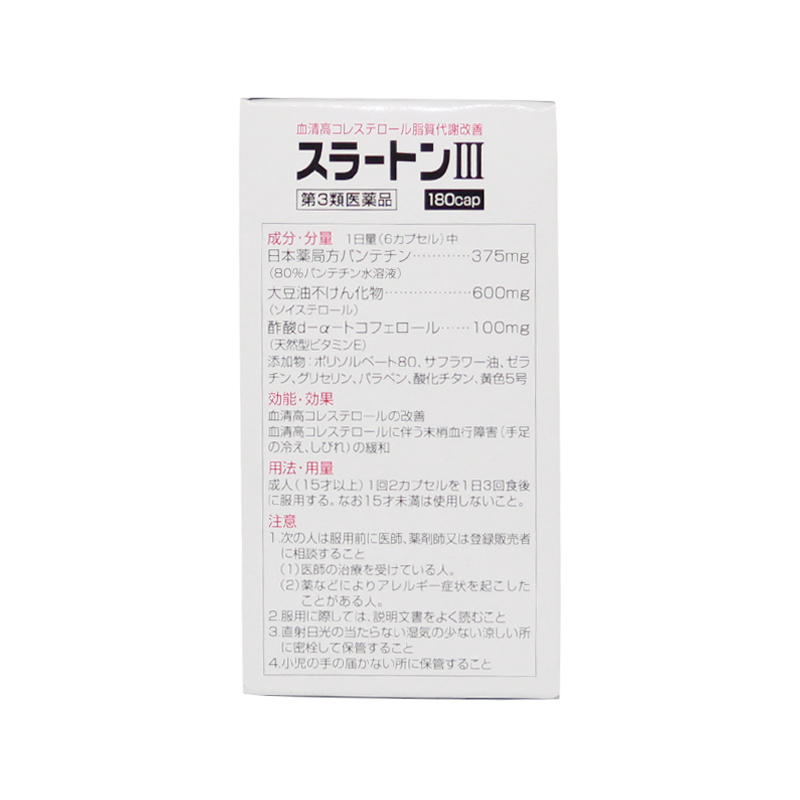 血清高コレステロール脂質代謝改善
スラートンⅢ
第3類医薬品 180cap
成分・分量 1日量(6カプセル)中
日本薬局方パンテチン…………375mg
(80%パンテチン水溶液)
大豆油不けん化物………………600mg
(ソイステロール)
酢酸d-α-トコフェロール……100mg
(天然型ビタミンE)
添加物:ポリソルベート80、サフラワー油、ゼラ
チン、グリセリン、パラベン、酸化チタン、黄色5号
効能・効果
血清高コレステロールの改善
血清高コレステロールに伴う末梢血行障害(手足
の冷え、しびれ)の緩和
用法・用量
成人(15才以上)1回2カプセルを1日3回食後
に服用する。なお15才未満は使用しないこと。
注意
1.次の人は服用前に医師、薬剤師又は登録販売者
に相談すること
(1)医師の治療を受けている人。
(2)薬などによりアレルギー症状を起こした
ことがある人。
2.服用に際しては、説明文書をよく読むこと
3.直射日光の当たらない湿気の少ない涼しい所
に密栓して保管すること
4.小児の手の届かない所に保管すること